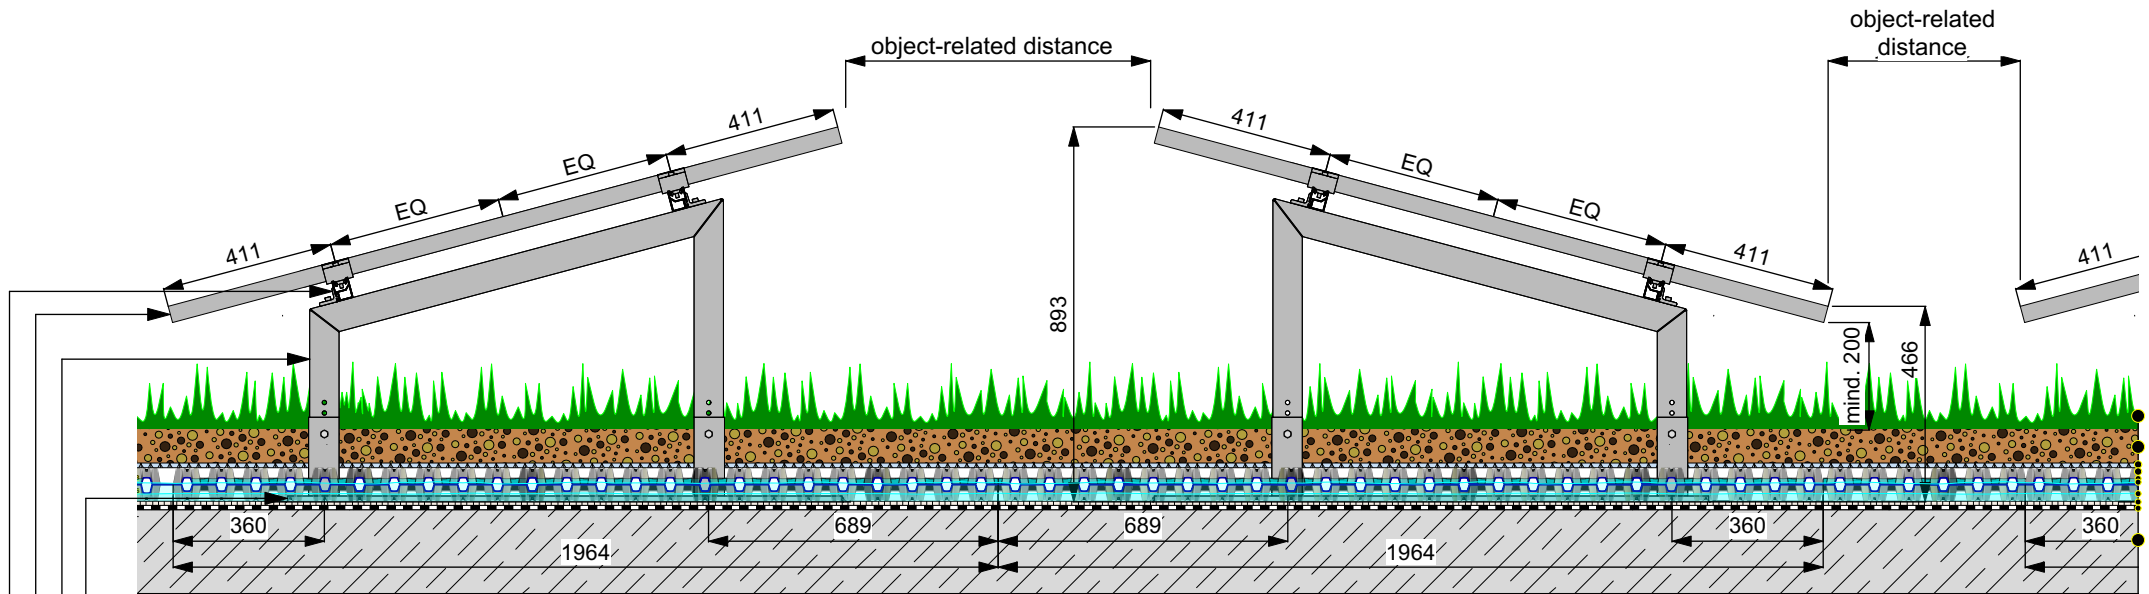 object-related
distance
object-related distance
411
EQ
EQ
411
411
EQ
EQ
411
411
893
mind. 200
466
360
689
689
360
360
1964
1964